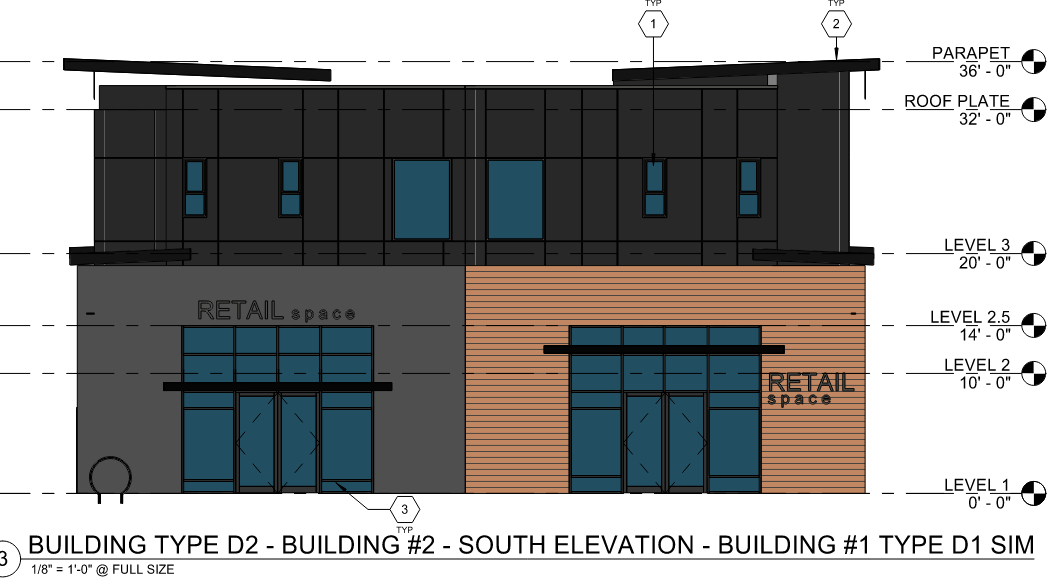 TYP
1
TYP
2
PARAPET
36' - 0"
ROOF PLATE
32' - 0"
LEVEL 3
20' - 0"
RETAIL space
LEVEL 2.5
14' - 0"
LEVEL 2
10' - 0"
RETAIL
space
LEVEL 1
0' - 0"
3
TYP
3
BUILDING TYPE D2 - BUILDING #2 - SOUTH ELEVATION - BUILDING #1 TYPE D1 SIM
1/8" = 1'-0" @ FULL SIZE